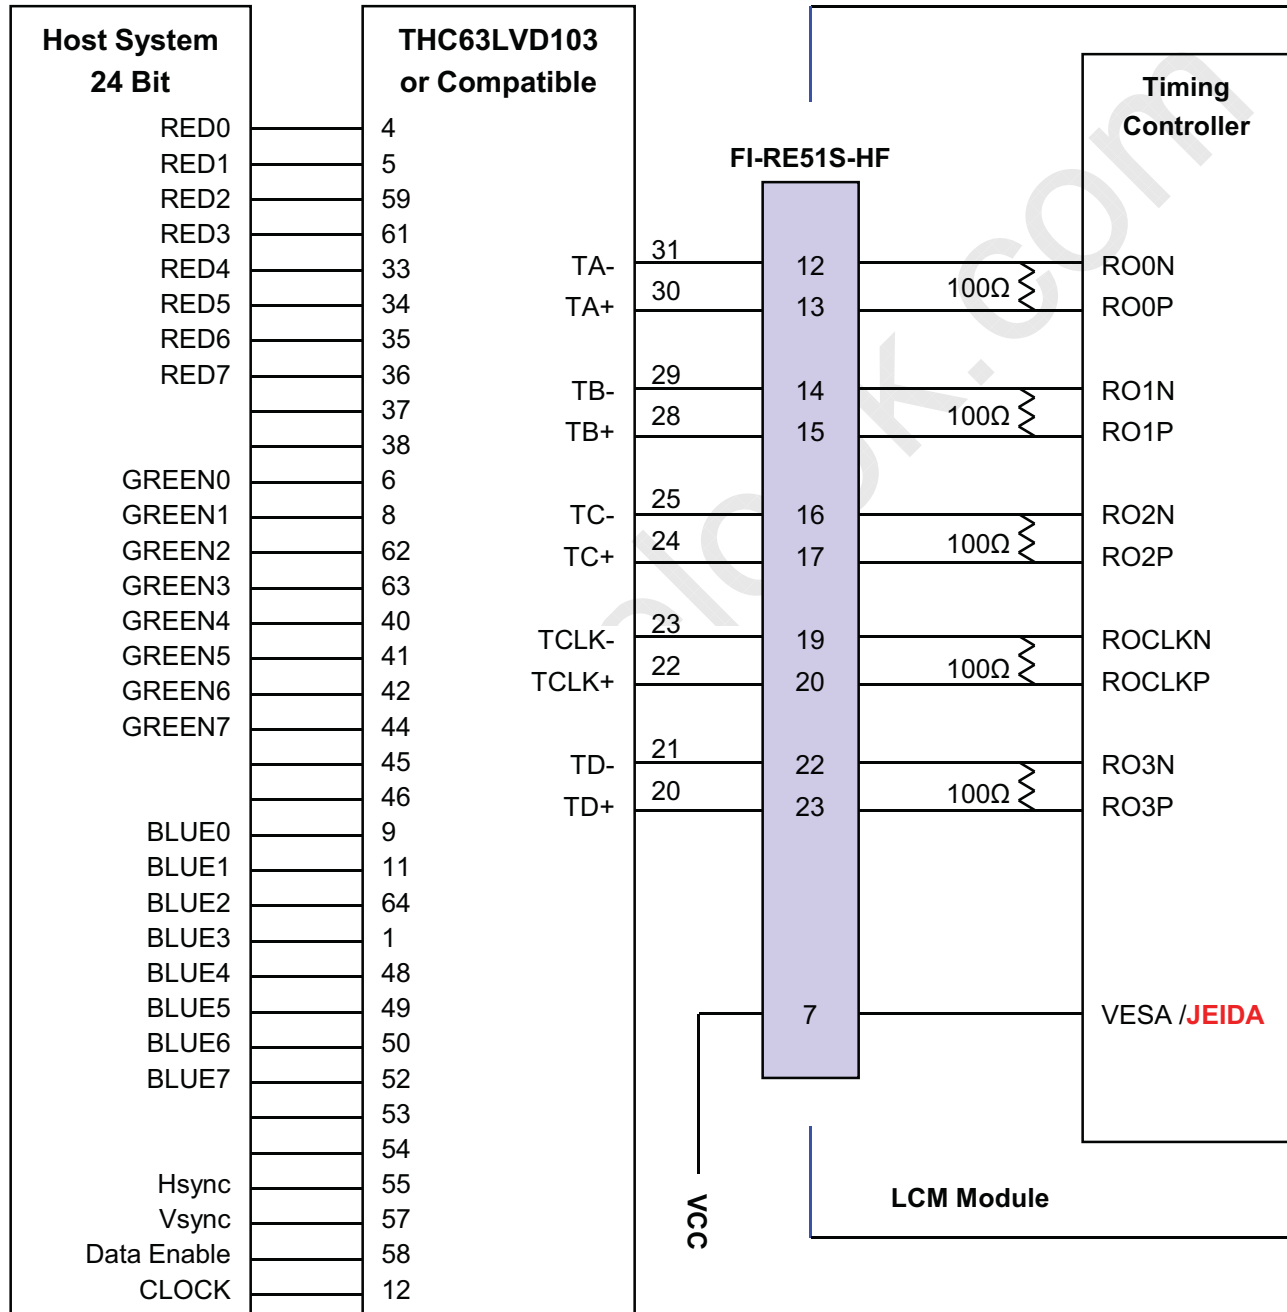 Host System
24 Bit
RED0
RED1
RED2
RED3
RED4
RED5
RED6
RED7
GREEN0
GREEN1
GREEN2
GREEN3
GREEN4
GREEN5
GREEN6
GREEN7
BLUE0
BLUE1
BLUE2
BLUE3
BLUE4
BLUE5
BLUE6
BLUE7
Hsync
Vsync
Data Enable
CLOCK
THC63LVD103
or Compatible
4
5
59
61
33
34
35
36
37
38
6
8
62
63
40
41
42
44
45
46
9
11
64
1
48
49
50
52
53
54
55
57
58
12
TA- 31
TA+ 30
TB- 29
TB+ 28
TC- 25
TC+ 24
TCLK- 23
TCLK+ 22
TD- 21
TD+ 20
FI-RE51S-HF
12
13
14
15
16
17
19
20
22
23
7
VCC
100Ω
100Ω
100Ω
100Ω
100Ω
Timing
Controller
RO0N
RO0P
RO1N
RO1P
RO2N
RO2P
ROCLKN
ROCLKP
RO3N
RO3P
VESA /JEIDA
LCM Module